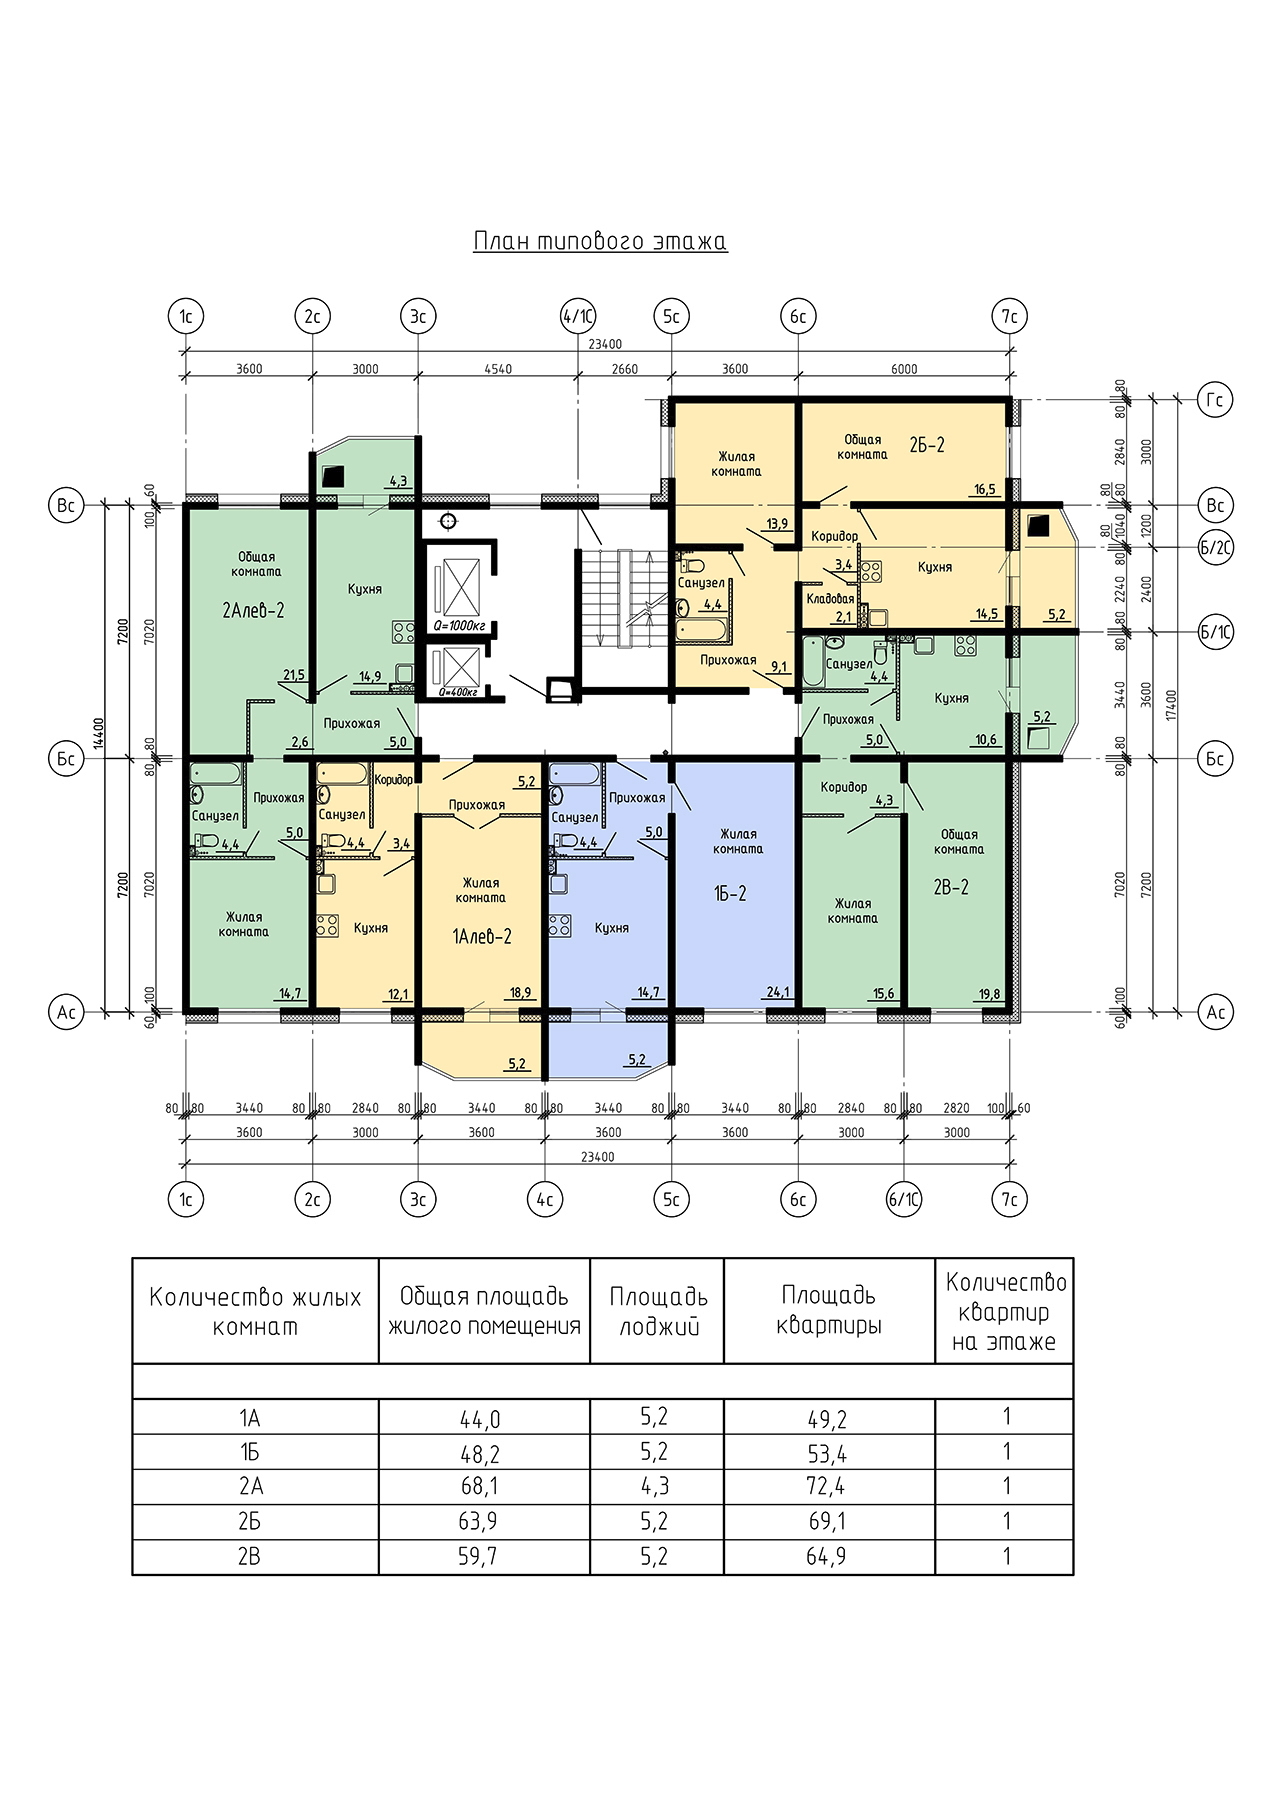 План типового этажа
1с 2с 3с 4/1С 5с 6с 7с
23400
3600 3000 4540 2660 3600 6000
Гс
Вс
Б/2С
Б/1С
Бс
Ас
Вс
Бс
Ас
80 80 2840 3000
80 80 1040 1200
80
2240 2400
80 80
3440 3600
17400
80 80
7020 7200
60 100
60 100
7020 7200
14400
80 80
7020 7200
60 100
Жилая
комната
13,9
Общая
комната
2Б-2
16,5
4,3
Общая
комната
2Алев-2
21,5
Кухня
14,9
Q=1000кг
Q=400кг
Санузел
4,4
Прихожая
9,1
Коридор
3,4
Кладовая
2,1
Кухня
14,5
5,2
Прихожая
2,6
5,0
Санузел
4,4
Прихожая
5,0
Кухня
10,6
5,2
Санузел
4,4
Прихожая
5,0
Жилая
комната
14,7
Коридор
Санузел
4,4
3,4
Кухня
12,1
5,2
Прихожая
Жилая
комната
1Алев-2
18,9
5,2
Прихожая
Санузел
4,4
5,0
Кухня
14,7
5,2
Жилая
комната
1Б-2
24,1
Коридор
4,3
Жилая
комната
15,6
Общая
комната
2В-2
19,8
80 80 3440 80 80 2840 80 80 3440 80 80 3440 80 80 3440 80 80 2840 80 80 2820 100 60
3600 3000 3600 3600 3600 3000 3000
23400
1с 2с 3с 4с 5с 6с 6/1С 7с
Количество жилых
комнат
Общая площадь
жилого помещения
Площадь
лоджий
Площадь
квартиры
Количество
квартир
на этаже
1А 44,0 5,2 49,2 1
1Б 48,2 5,2 53,4 1
2А 68,1 4,3 72,4 1
2Б 63,9 5,2 69,1 1
2В 59,7 5,2 64,9 1